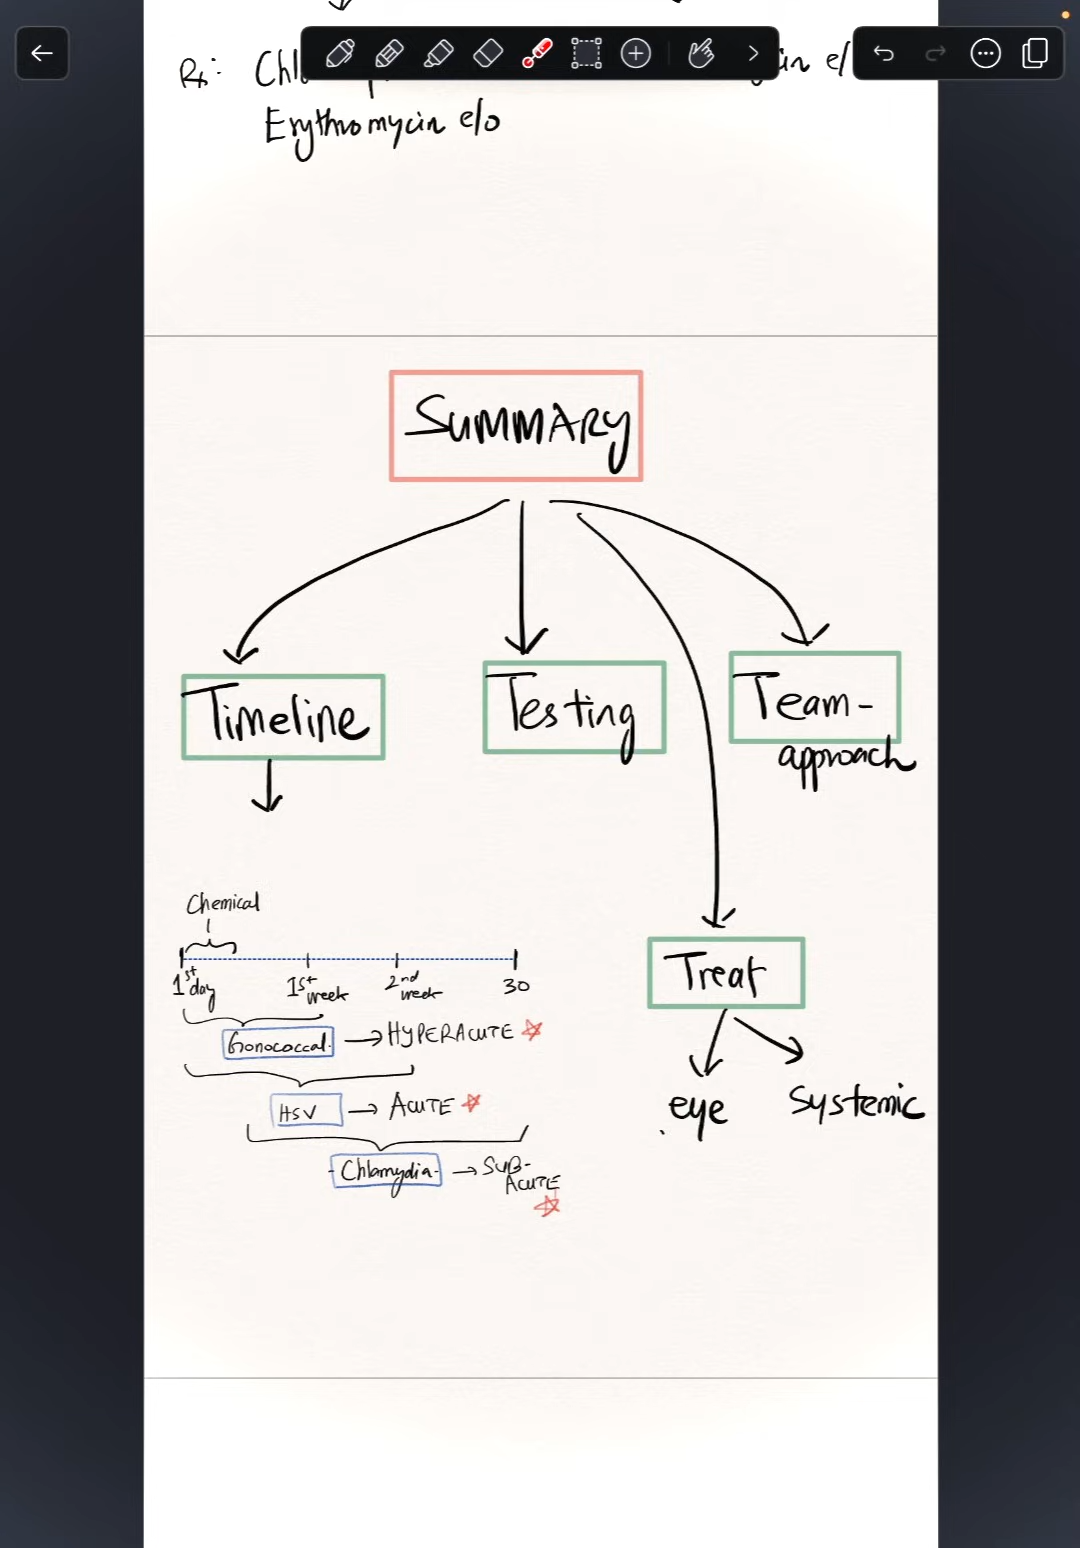 Rx: Chl
in e/
Erythromycin e/o
SUMMARY
Timeline
Testing
Team-
approach
Chemical
1st day
1st week
2nd week
30
Gonococcal. → HYPERACUTE
HSV → ACUTE
-Chlamydia- → SUB-
ACUTE
Treat
eye
Systemic